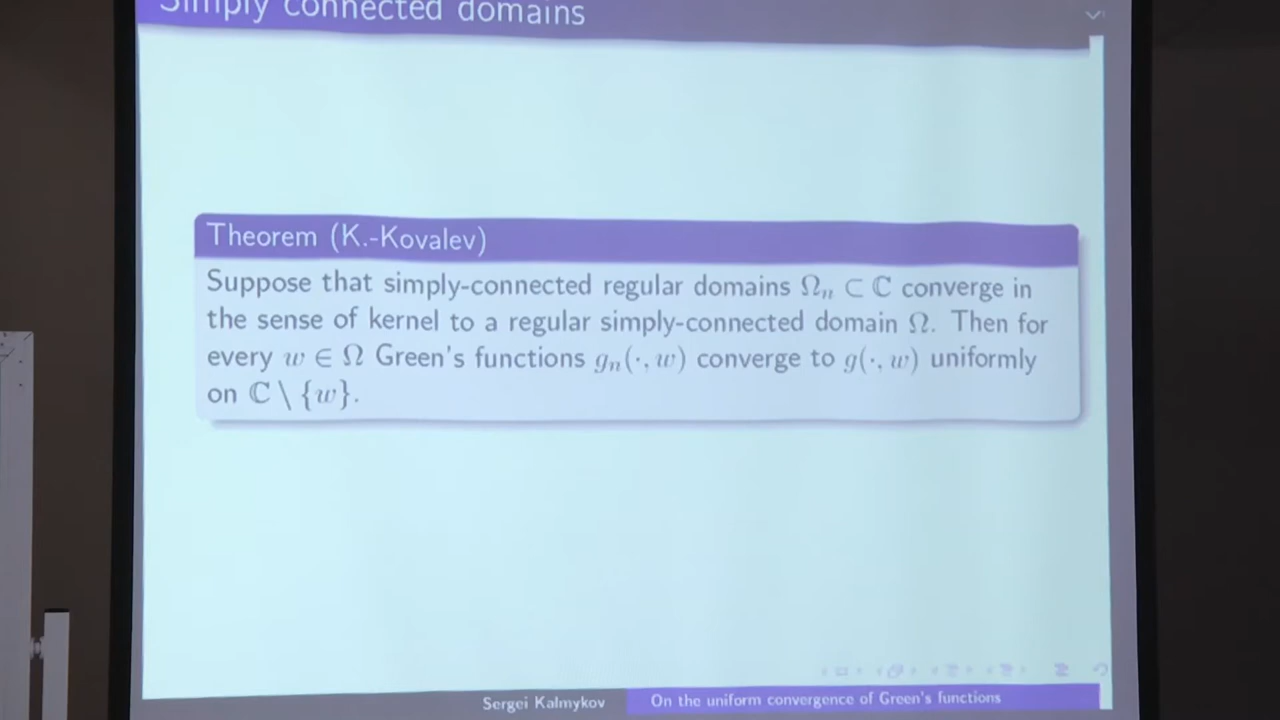 Simply connected domains
Theorem (K.-Kovalev)
Suppose that simply-connected regular domains Ωₙ ⊂ ℂ converge in
the sense of kernel to a regular simply-connected domain Ω. Then for
every w ∈ Ω Green's functions gₙ(·, w) converge to g(·, w) uniformly
on ℂ \ {w}.
Sergei Kalmykov
On the uniform convergence of Green's functions